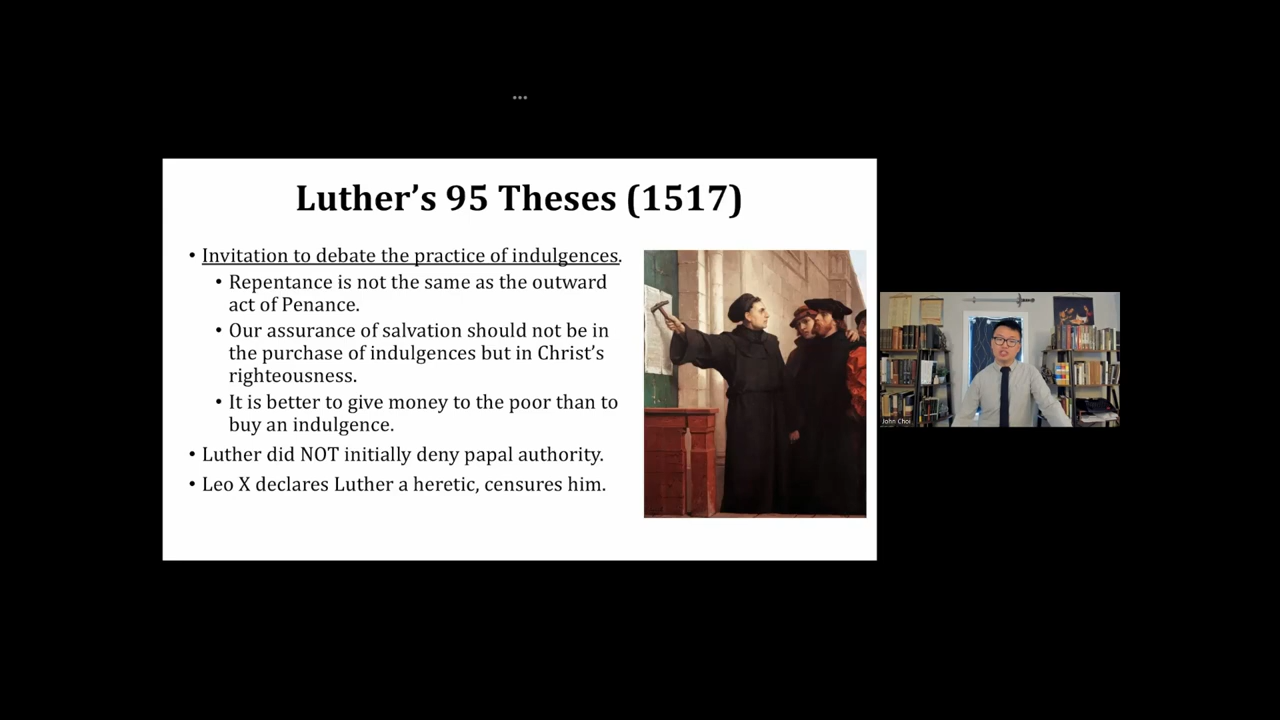 •••
Luther’s 95 Theses (1517)
• Invitation to debate the practice of indulgences.
• Repentance is not the same as the outward
act of Penance.
• Our assurance of salvation should not be in
the purchase of indulgences but in Christ’s
righteousness.
• It is better to give money to the poor than to
buy an indulgence.
• Luther did NOT initially deny papal authority.
• Leo X declares Luther a heretic, censures him.
John Choi